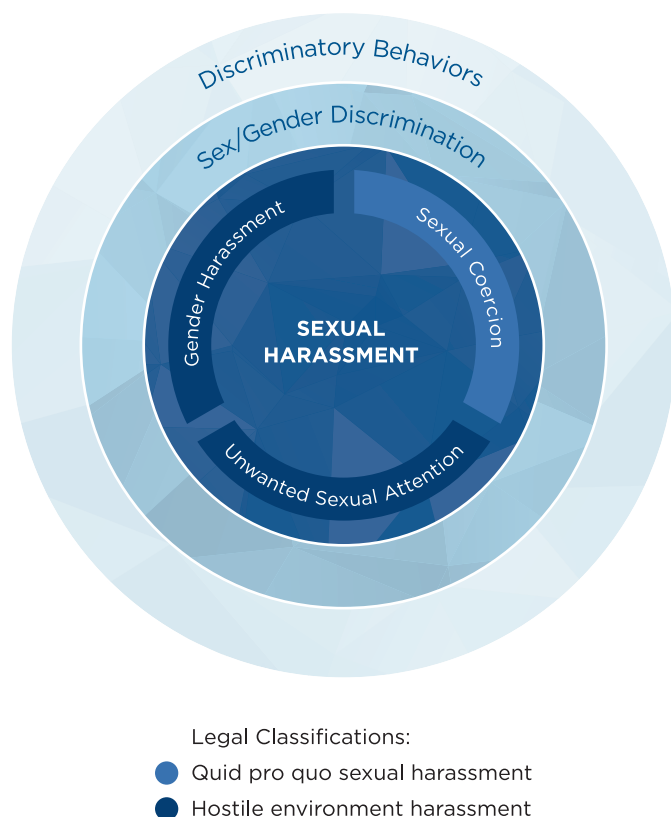 Discriminatory Behaviors
Sex/Gender Discrimination
Gender Harassment
Sexual Coercion
SEXUAL
HARASSMENT
Unwanted Sexual Attention
Legal Classifications:
Quid pro quo sexual harassment
Hostile environment harassment